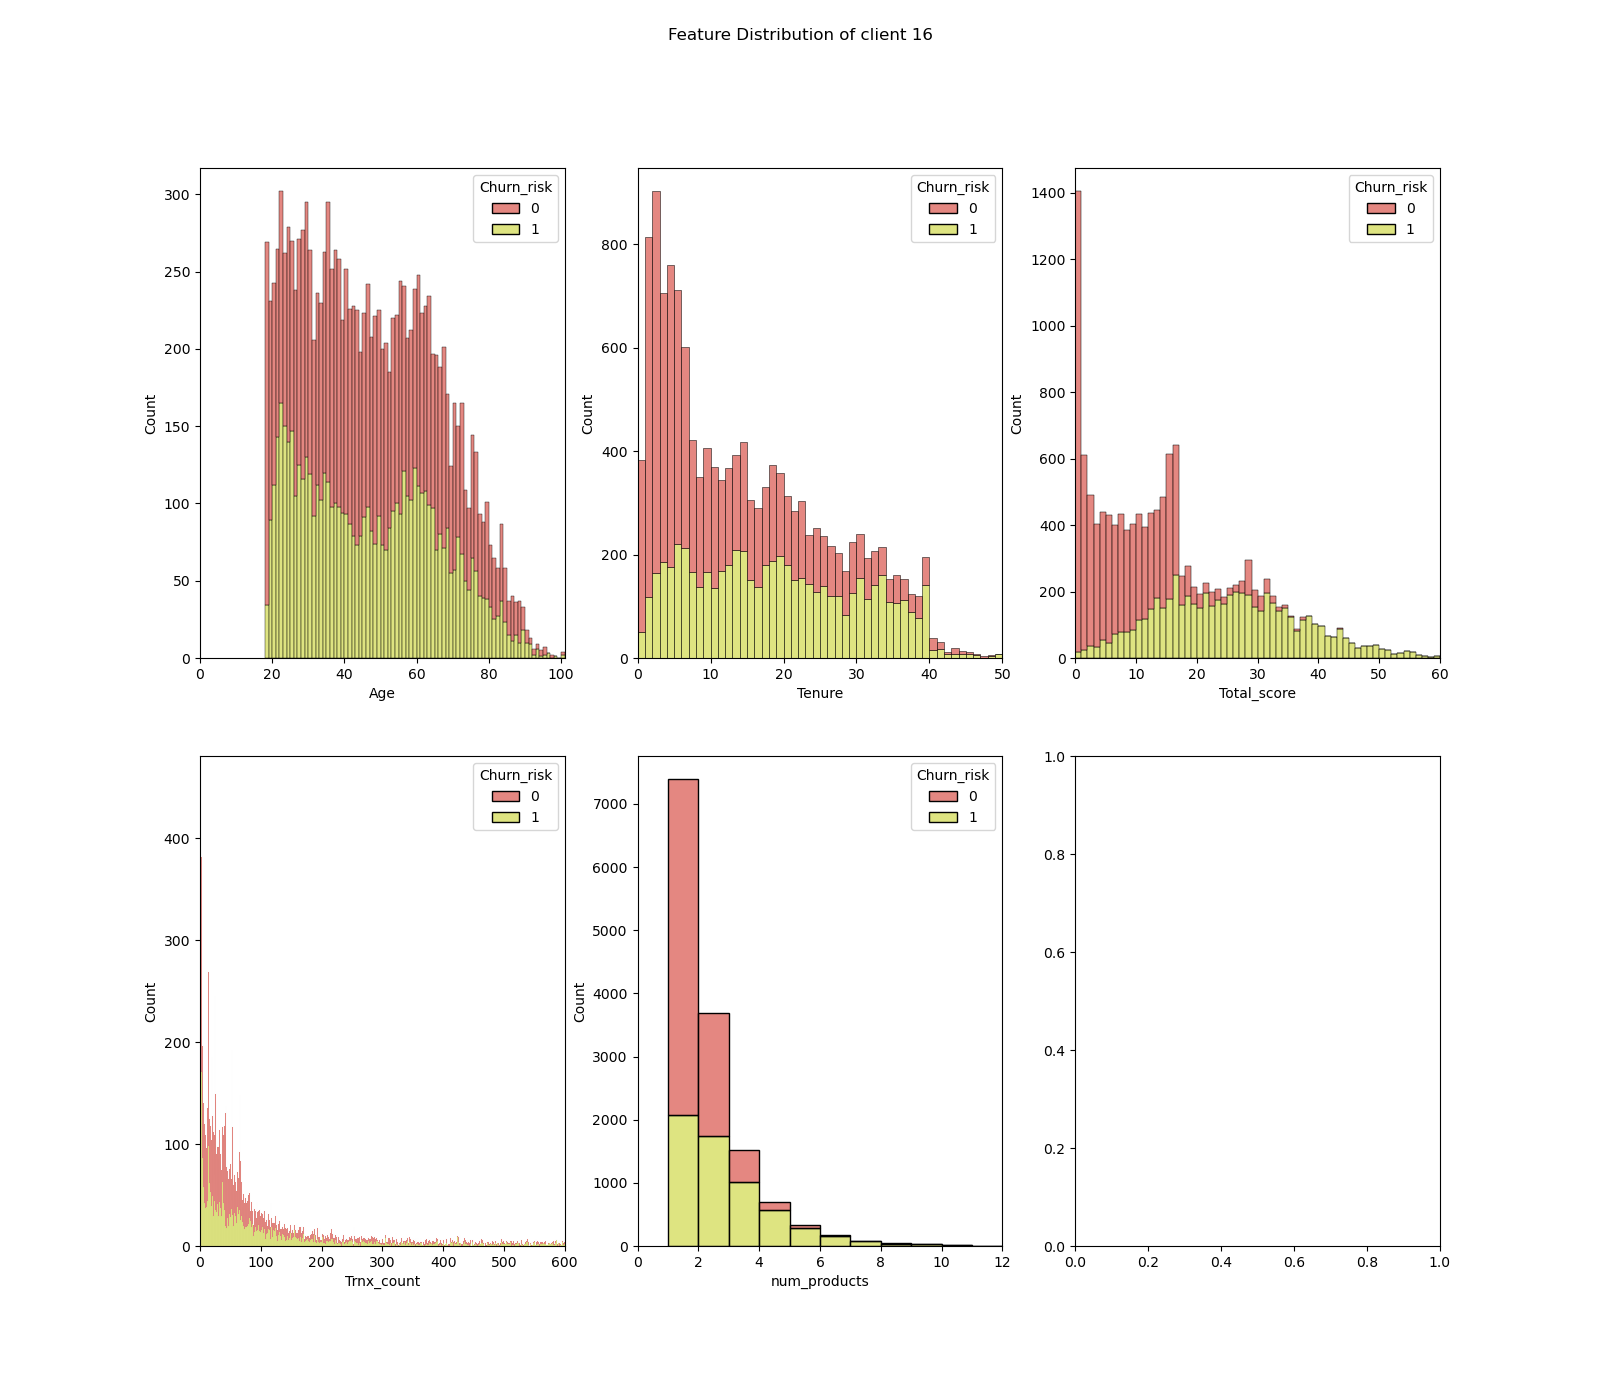 Feature Distribution of client 16
300
250
200
150
100
50
0
Count
0 20 40 60 80 100
Age
Churn_risk
0
1
800
600
400
200
0
Count
0 10 20 30 40 50
Tenure
Churn_risk
0
1
1400
1200
1000
800
600
400
200
0
Count
0 10 20 30 40 50 60
Total_score
Churn_risk
0
1
400
300
200
100
0
Count
0 100 200 300 400 500 600
Trnx_count
Churn_risk
0
1
7000
6000
5000
4000
3000
2000
1000
0
Count
0 2 4 6 8 10 12
num_products
Churn_risk
0
1
1.0
0.8
0.6
0.4
0.2
0.0
0.0 0.2 0.4 0.6 0.8 1.0